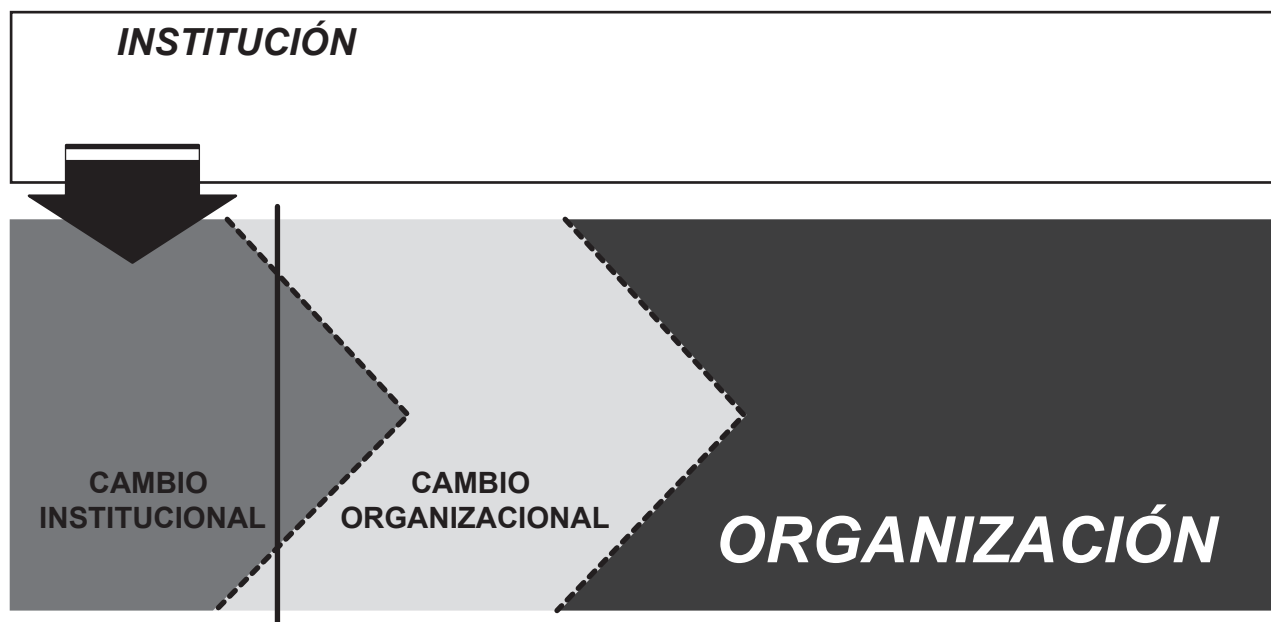 INSTITUCIÓN
CAMBIO
INSTITUCIONAL
CAMBIO
ORGANIZACIONAL
ORGANIZACIÓN